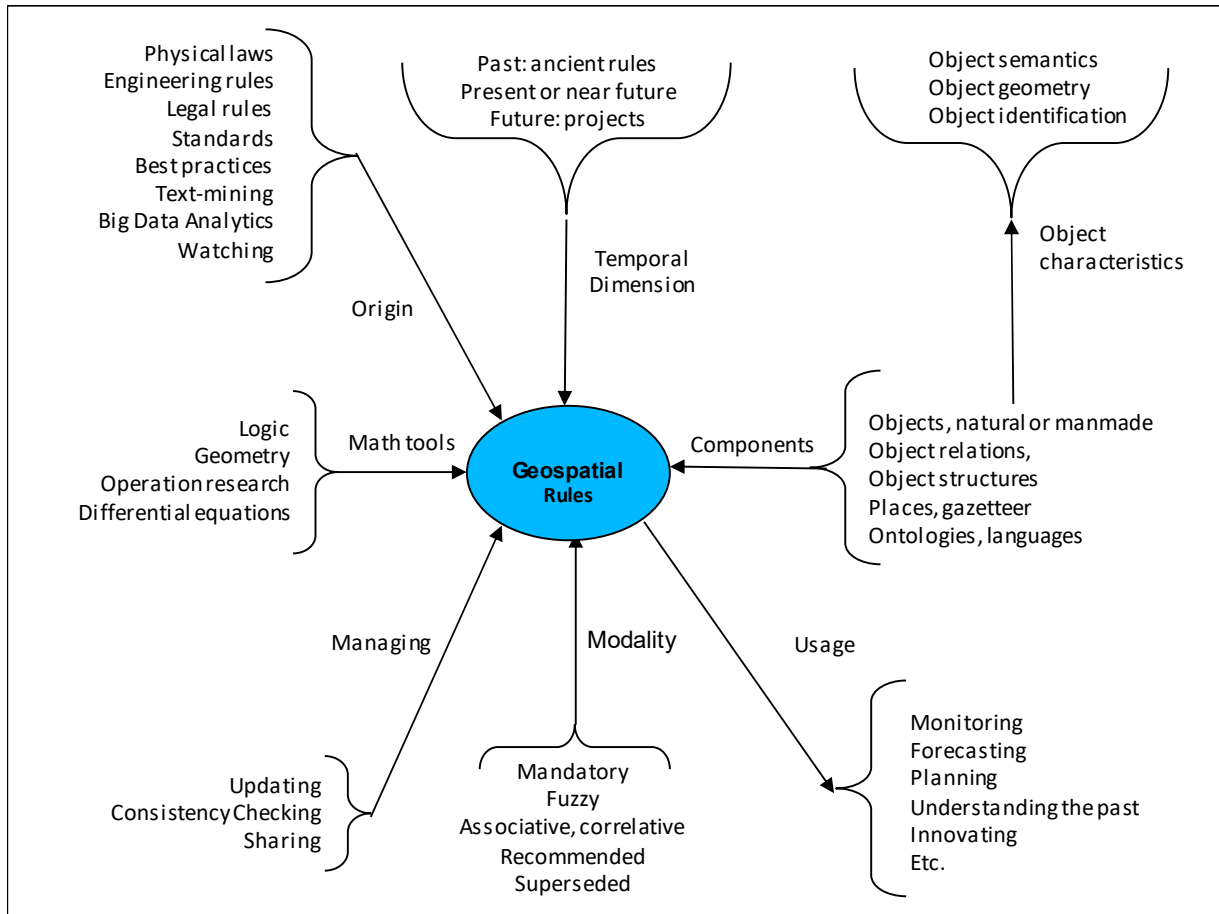 Physical laws
Engineering rules
Legal rules
Standards
Best practices
Text-mining
Big Data Analytics
Watching
Origin
Past: ancient rules
Present or near future
Future: projects
Temporal
Dimension
Object semantics
Object geometry
Object identification
Object
characteristics
Logic
Geometry
Operation research
Differential equations
Math tools
Geospatial
Rules
Components
Objects, natural or manmade
Object relations,
Object structures
Places, gazetteer
Ontologies, languages
Managing
Updating
Consistency Checking
Sharing
Modality
Mandatory
Fuzzy
Associative, correlative
Recommended
Superseded
Usage
Monitoring
Forecasting
Planning
Understanding the past
Innovating
Etc.